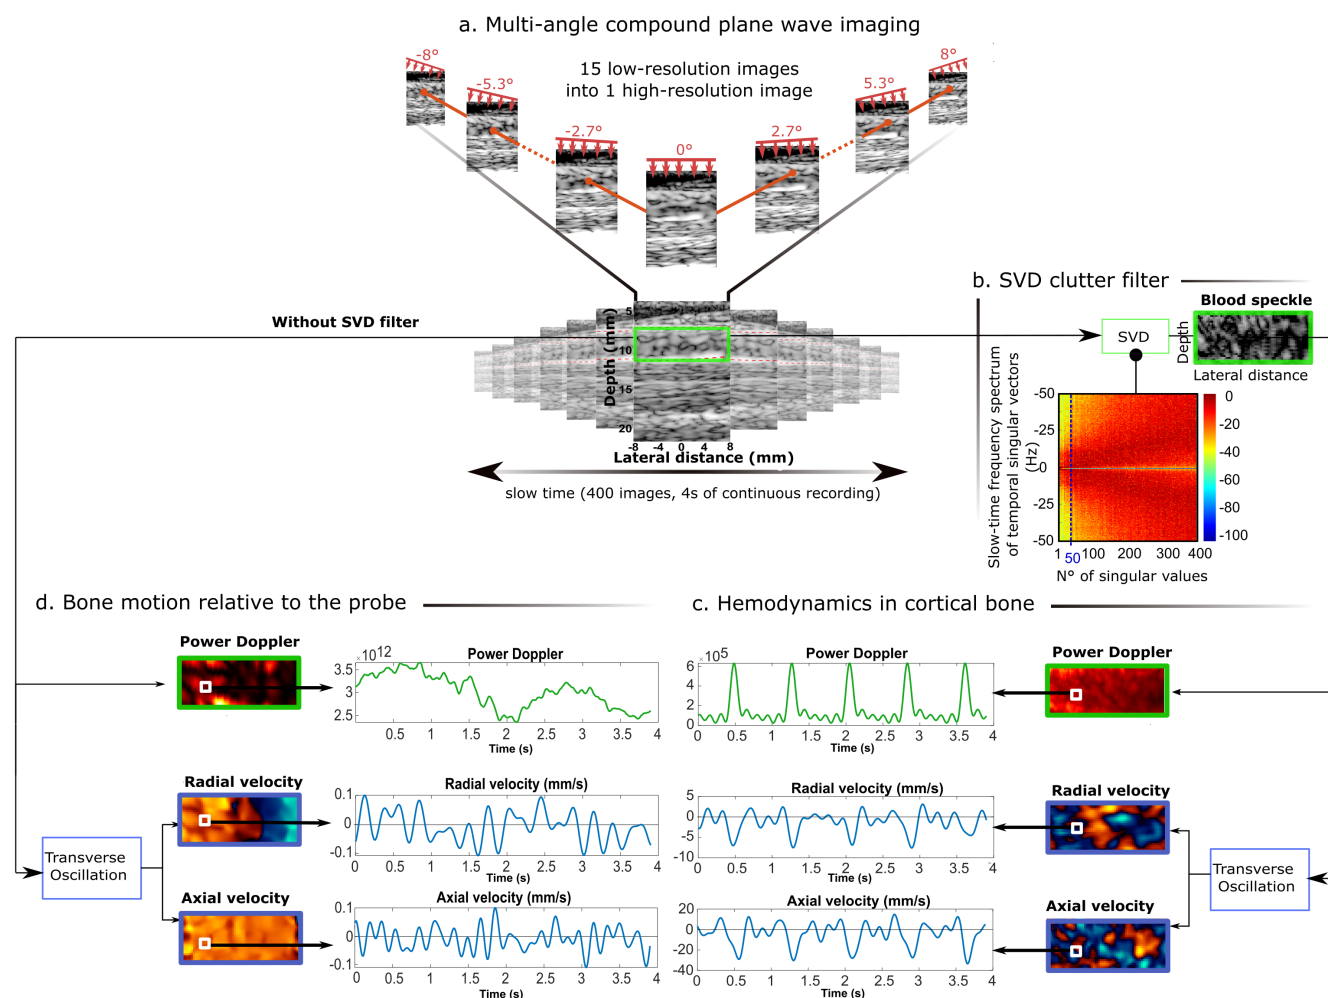 a. Multi-angle compound plane wave imaging
15 low-resolution images
into 1 high-resolution image
-8°
-5.3°
-2.7°
0°
2.7°
5.3°
8°
Without SVD filter
Depth (mm)
5
10
15
20
-8 -4 0 4 8
Lateral distance (mm)
slow time (400 images, 4s of continuous recording)
b. SVD clutter filter
SVD
Blood speckle
Depth
Lateral distance
Slow-time frequency spectrum
of temporal singular vectors
(Hz)
-50
-25
0
-25
-50
1 50 100 200 300 400
N° of singular values
0
-20
-40
-60
-80
-100
d. Bone motion relative to the probe
Power Doppler
×10¹²
Power Doppler
3.5
3
2.5
0.5 1 1.5 2 2.5 3 3.5 4
Time (s)
Radial velocity
Radial velocity (mm/s)
0.1
0
-0.1
0 0.5 1 1.5 2 2.5 3 3.5 4
Time (s)
Transverse
Oscillation
Axial velocity
Axial velocity (mm/s)
0.1
0
-0.1
0 0.5 1 1.5 2 2.5 3 3.5 4
Time (s)
c. Hemodynamics in cortical bone
×10⁵
Power Doppler
6
4
2
0
0 0.5 1 1.5 2 2.5 3 3.5 4
Time (s)
Power Doppler
Radial velocity (mm/s)
5
0
-5
-10
0 0.5 1 1.5 2 2.5 3 3.5 4
Time (s)
Radial velocity
Axial velocity (mm/s)
20
0
-20
-40
0 0.5 1 1.5 2 2.5 3 3.5 4
Time (s)
Axial velocity
Transverse
Oscillation